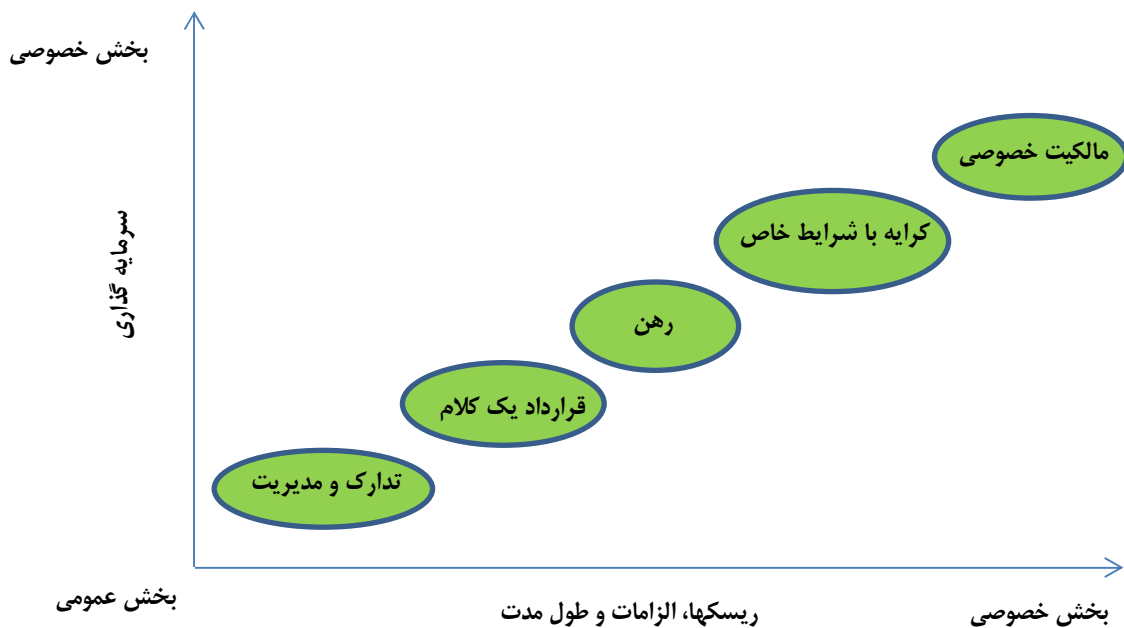 بخش خصوصی
مالکیت خصوصی
کرایه با شرایط خاص
سرمایه گذاری
رهن
قرارداد یک کلام
تدارک و مدیریت
بخش عمومی
ریسکها، الزامات و طول مدت
بخش خصوصی